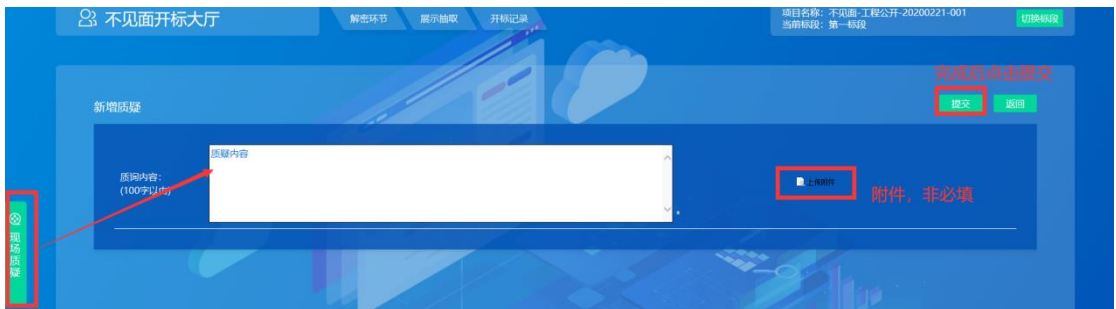 不见面开标大厅
解密环节 展示抽取 开标记录
项目名称: 不见面-工程公开-20200221-001
当前标段: 第一标段
切换标段
完成后点击提交
新增质疑
提交 返回
质疑内容
质询内容:
(100字以内)
上传附件
附件，非必填
现场质疑